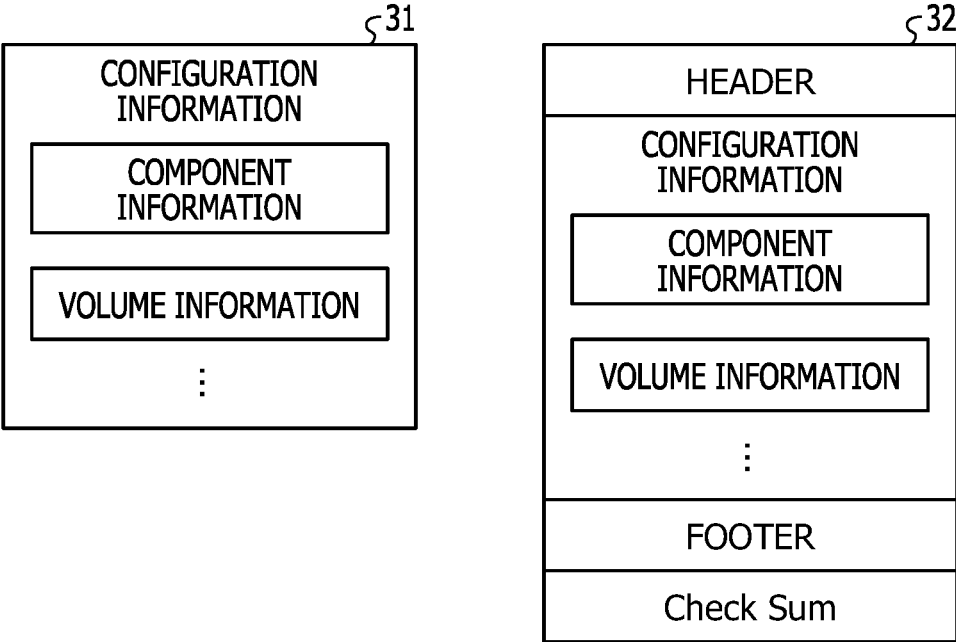 31
CONFIGURATION
INFORMATION
COMPONENT
INFORMATION
VOLUME INFORMATION
⋮
32
HEADER
CONFIGURATION
INFORMATION
COMPONENT
INFORMATION
VOLUME INFORMATION
⋮
FOOTER
Check Sum